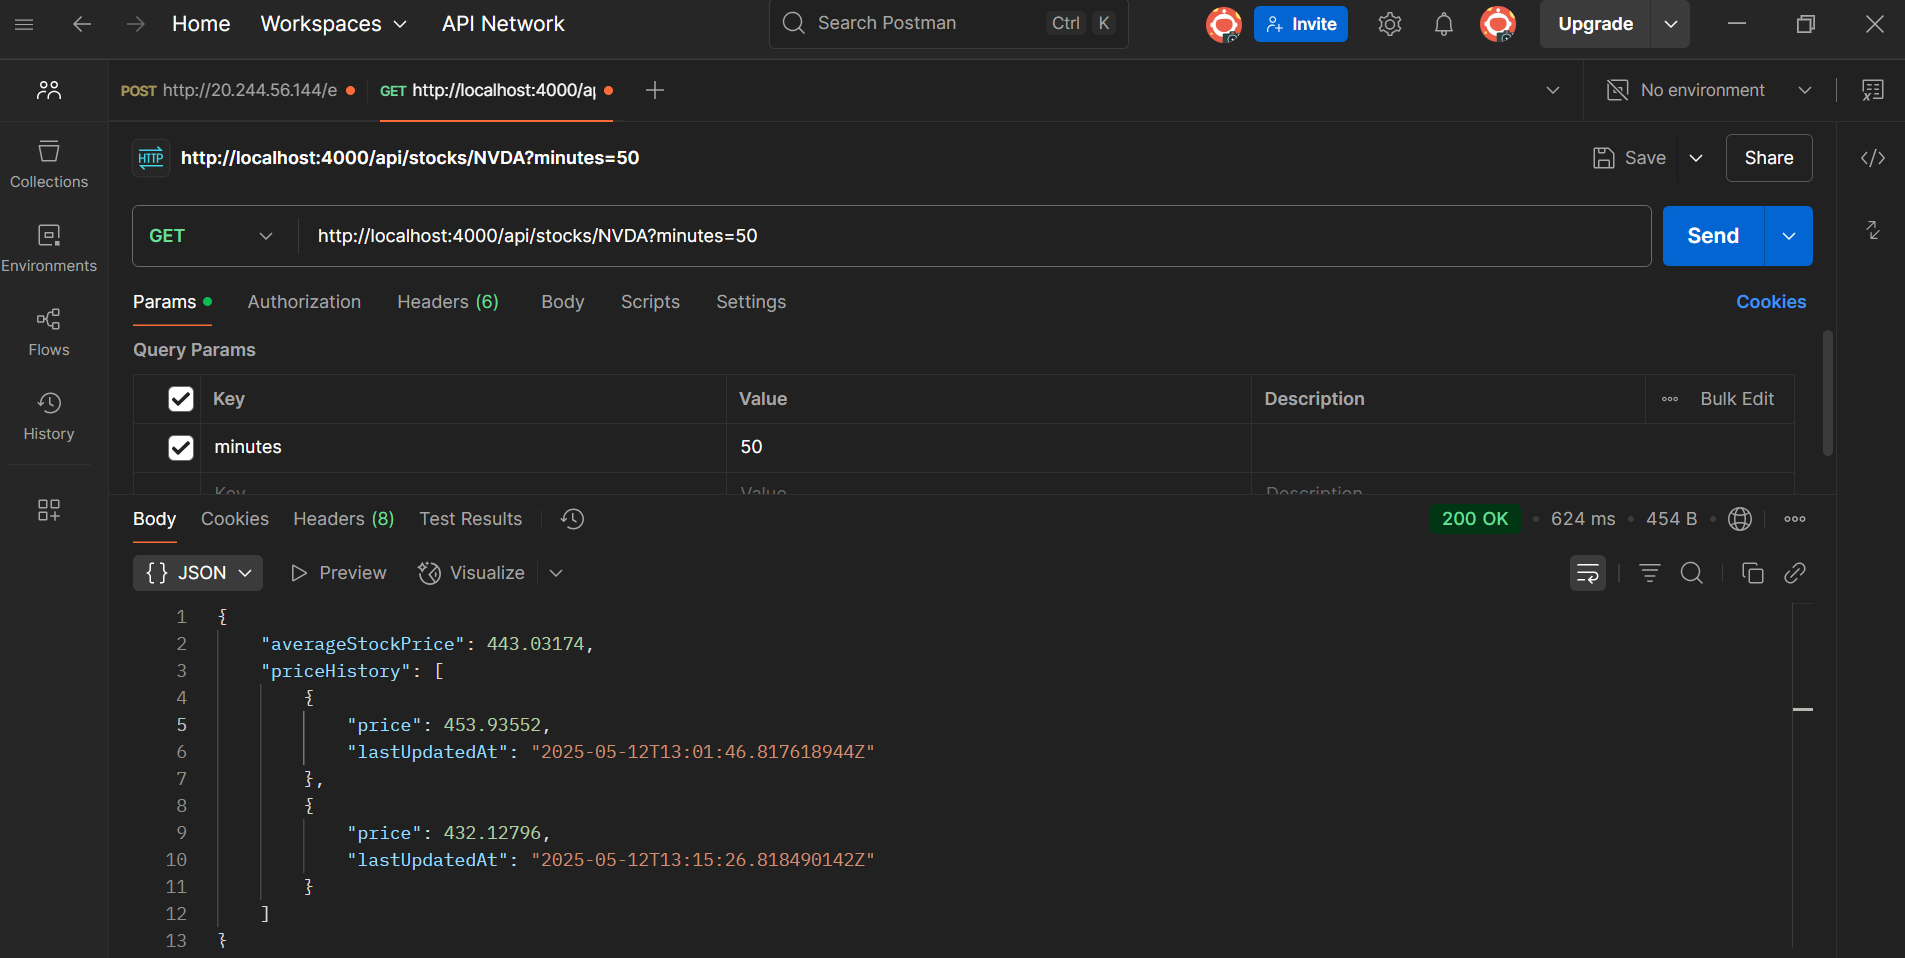 Home Workspaces API Network Search Postman Ctrl K Invite Upgrade
POST http://20.244.56.144/e GET http://localhost:4000/ap No environment
HTTP http://localhost:4000/api/stocks/NVDA?minutes=50 Save Share
Collections
GET http://localhost:4000/api/stocks/NVDA?minutes=50 Send
Environments
Params Authorization Headers (6) Body Scripts Settings Cookies
Flows
Query Params
Key Value Description Bulk Edit
History
minutes 50
Key Value Description
Body Cookies Headers (8) Test Results 200 OK 624 ms 454 B
{} JSON Preview Visualize
1 {
2 "averageStockPrice": 443.03174,
3 "priceHistory": [
4 {
5 "price": 453.93552,
6 "lastUpdatedAt": "2025-05-12T13:01:46.817618944Z"
7 },
8 {
9 "price": 432.12796,
10 "lastUpdatedAt": "2025-05-12T13:15:26.818490142Z"
11 }
12 ]
13 }